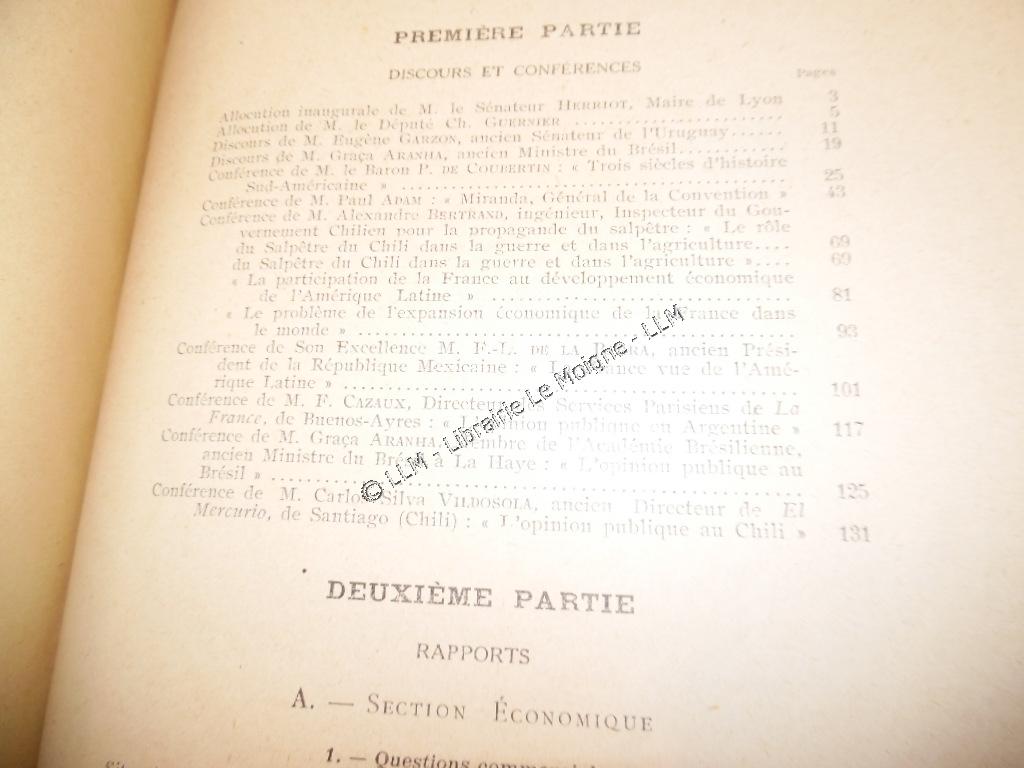 PREMIÈRE PARTIE
DISCOURS ET CONFÉRENCES
Pages
Allocution inaugurale de M. le Sénateur HERRIOT, Maire de Lyon 3
Allocution de M. le Député Ch. GUERNIER .......................... 5
Discours de M. Eugène GARZON, ancien Sénateur de l'Uruguay...... 11
Discours de M. Graça ARANHA, ancien Ministre du Brésil............. 19
Conférence de M. le Baron P. DE COUBERTIN : « Trois siècles d'histoire
Sud-Américaine » .......................................... 25
Conférence de M. Paul ADAM : « Miranda, Général de la Convention » 43
Conférence de M. Alexandre BERTRAND, ingénieur, Inspecteur du Gou-
vernement Chilien pour la propagande du salpêtre : « Le rôle
du Salpêtre du Chili dans la guerre et dans l'agriculture.... 69
du Salpêtre du Chili dans la guerre et dans l'agriculture »..... 69
« La participation de la France au développement économique
de l'Amérique Latine » .................................. 81
« Le problème de l'expansion économique de la France dans
le monde » .................................................. 93
Conférence de Son Excellence M. F.-L. DE LA BARRA, ancien Prési-
dent de la République Mexicaine : « La France vue de l'Amé-
rique Latine » .............................................. 101
Conférence de M. F. CAZAUX, Directeur des Services Parisiens de La
France, de Buenos-Ayres : « L'opinion publique en Argentine » 117
Conférence de M. Graça ARANHA, membre de l'Académie Brésilienne,
ancien Ministre du Brésil à La Haye : « L'opinion publique au
Brésil » ...................................................... 125
Conférence de M. Carlos Silva VILDOSOLA, ancien Directeur de El
Mercurio, de Santiago (Chili) : « L'opinion publique au Chili » 131
© LLM - Librairie Le Moigne - LLM
DEUXIÈME PARTIE
RAPPORTS
A. — SECTION ÉCONOMIQUE
1. — Questions